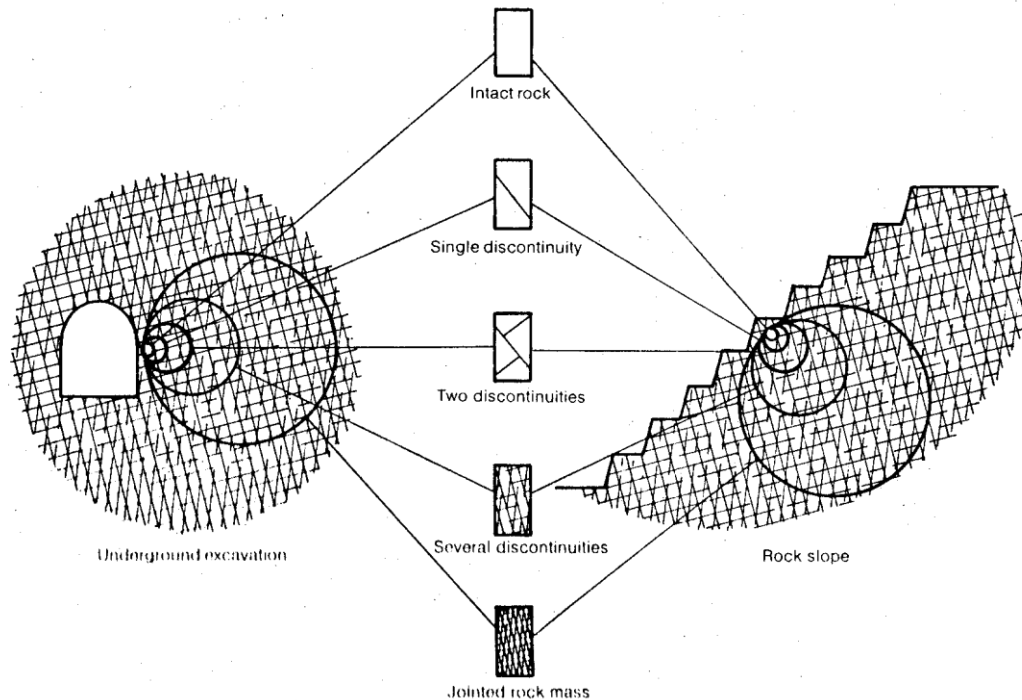 Intact rock
Single discontinuity
Two discontinuities
Several discontinuities
Underground excavation
Rock slope
Jointed rock mass